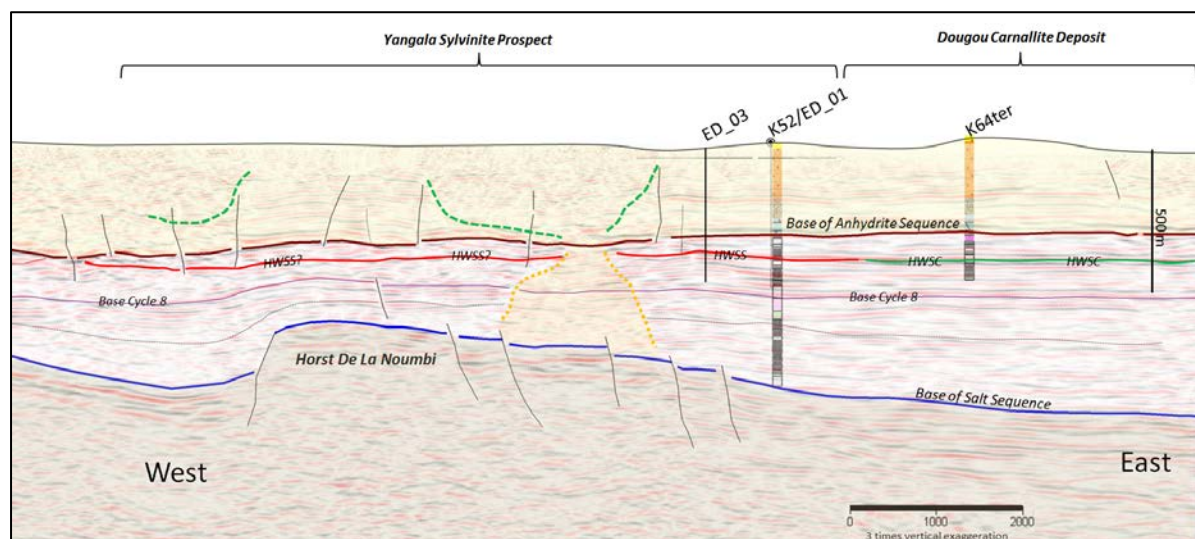 Yangala Sylvinite Prospect
Dougou Carnallite Deposit
ED_03
K52/ED_01
K64ter
500m
Base of Anhydrite Sequence
HWSS?
HWSS?
HWSS
HWSC
HWSC
Base Cycle 8
Base Cycle 8
Horst De La Noumbi
Base of Salt Sequence
West
East
0 1000 2000
3 times vertical exaggeration